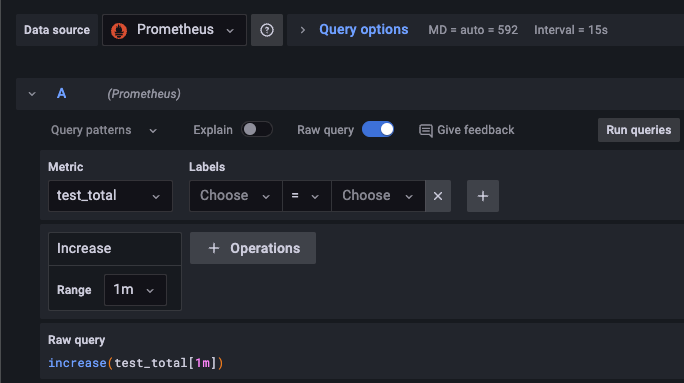 Data source Prometheus Query options MD = auto = 592 Interval = 15s
A (Prometheus)
Query patterns Explain Raw query Give feedback Run queries
Metric Labels
test_total Choose = Choose × +
Increase + Operations
Range 1m
Raw query
increase(test_total[1m])